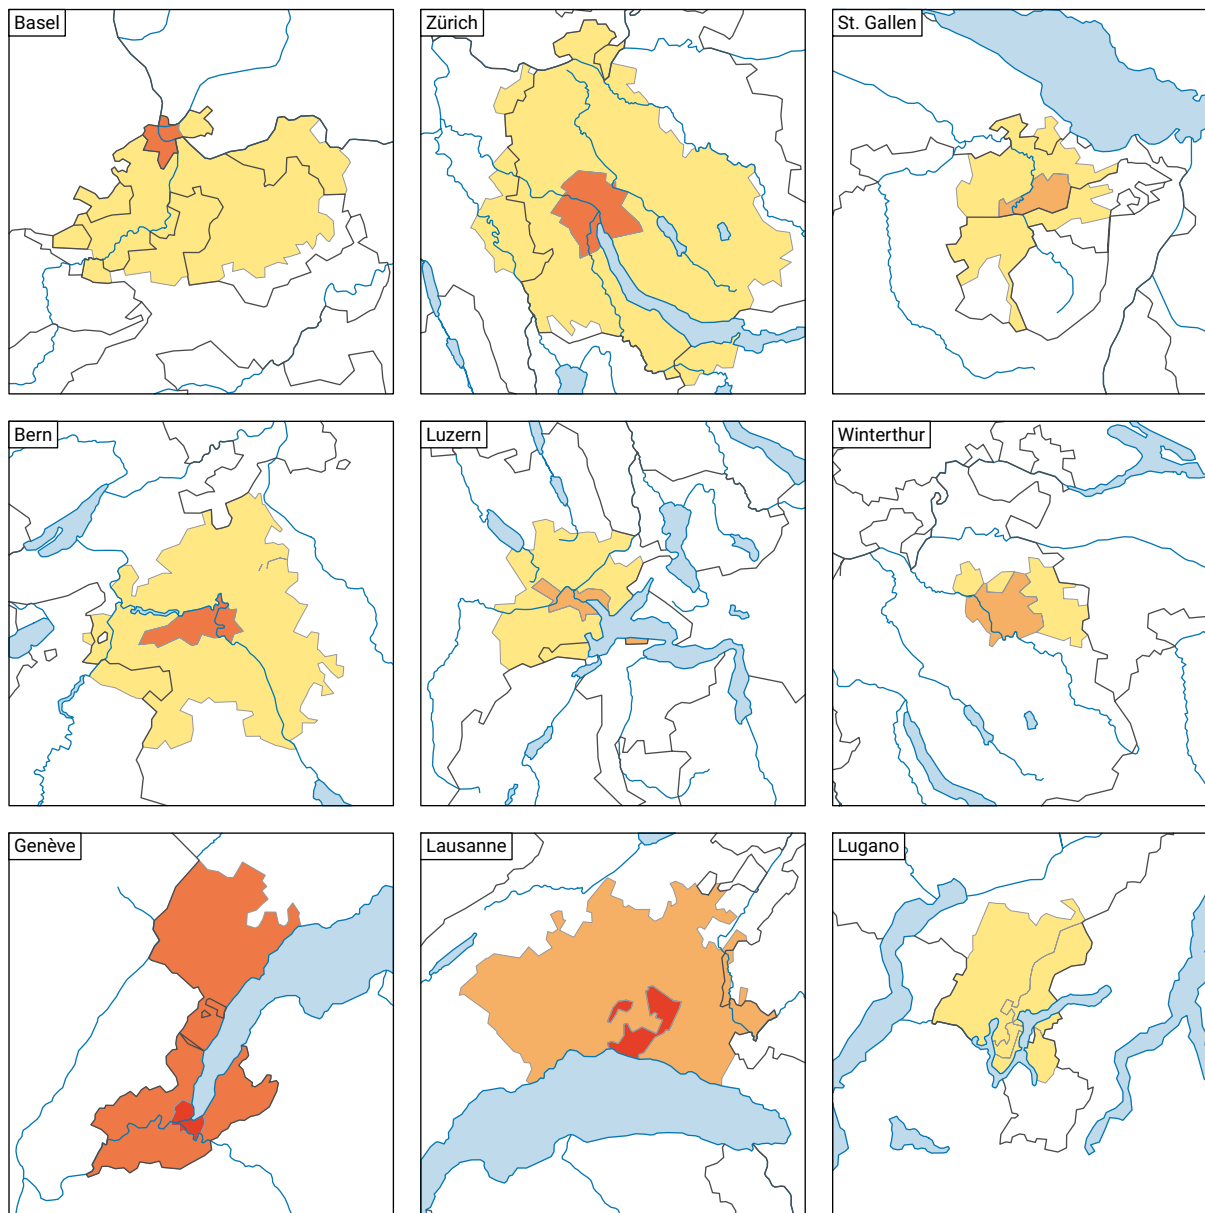 Basel
Zürich
St. Gallen
Bern
Luzern
Winterthur
Genève
Lausanne
Lugano